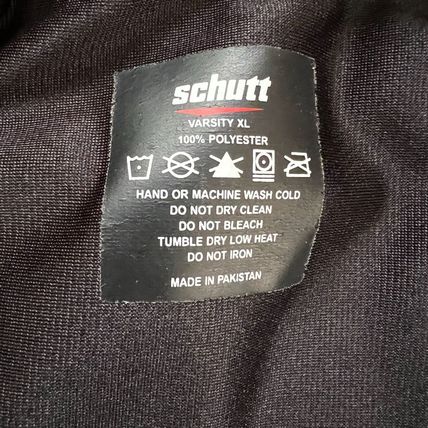 schutt
VARSITY XL
100% POLYESTER
HAND OR MACHINE WASH COLD
DO NOT DRY CLEAN
DO NOT BLEACH
TUMBLE DRY LOW HEAT
DO NOT IRON
MADE IN PAKISTAN